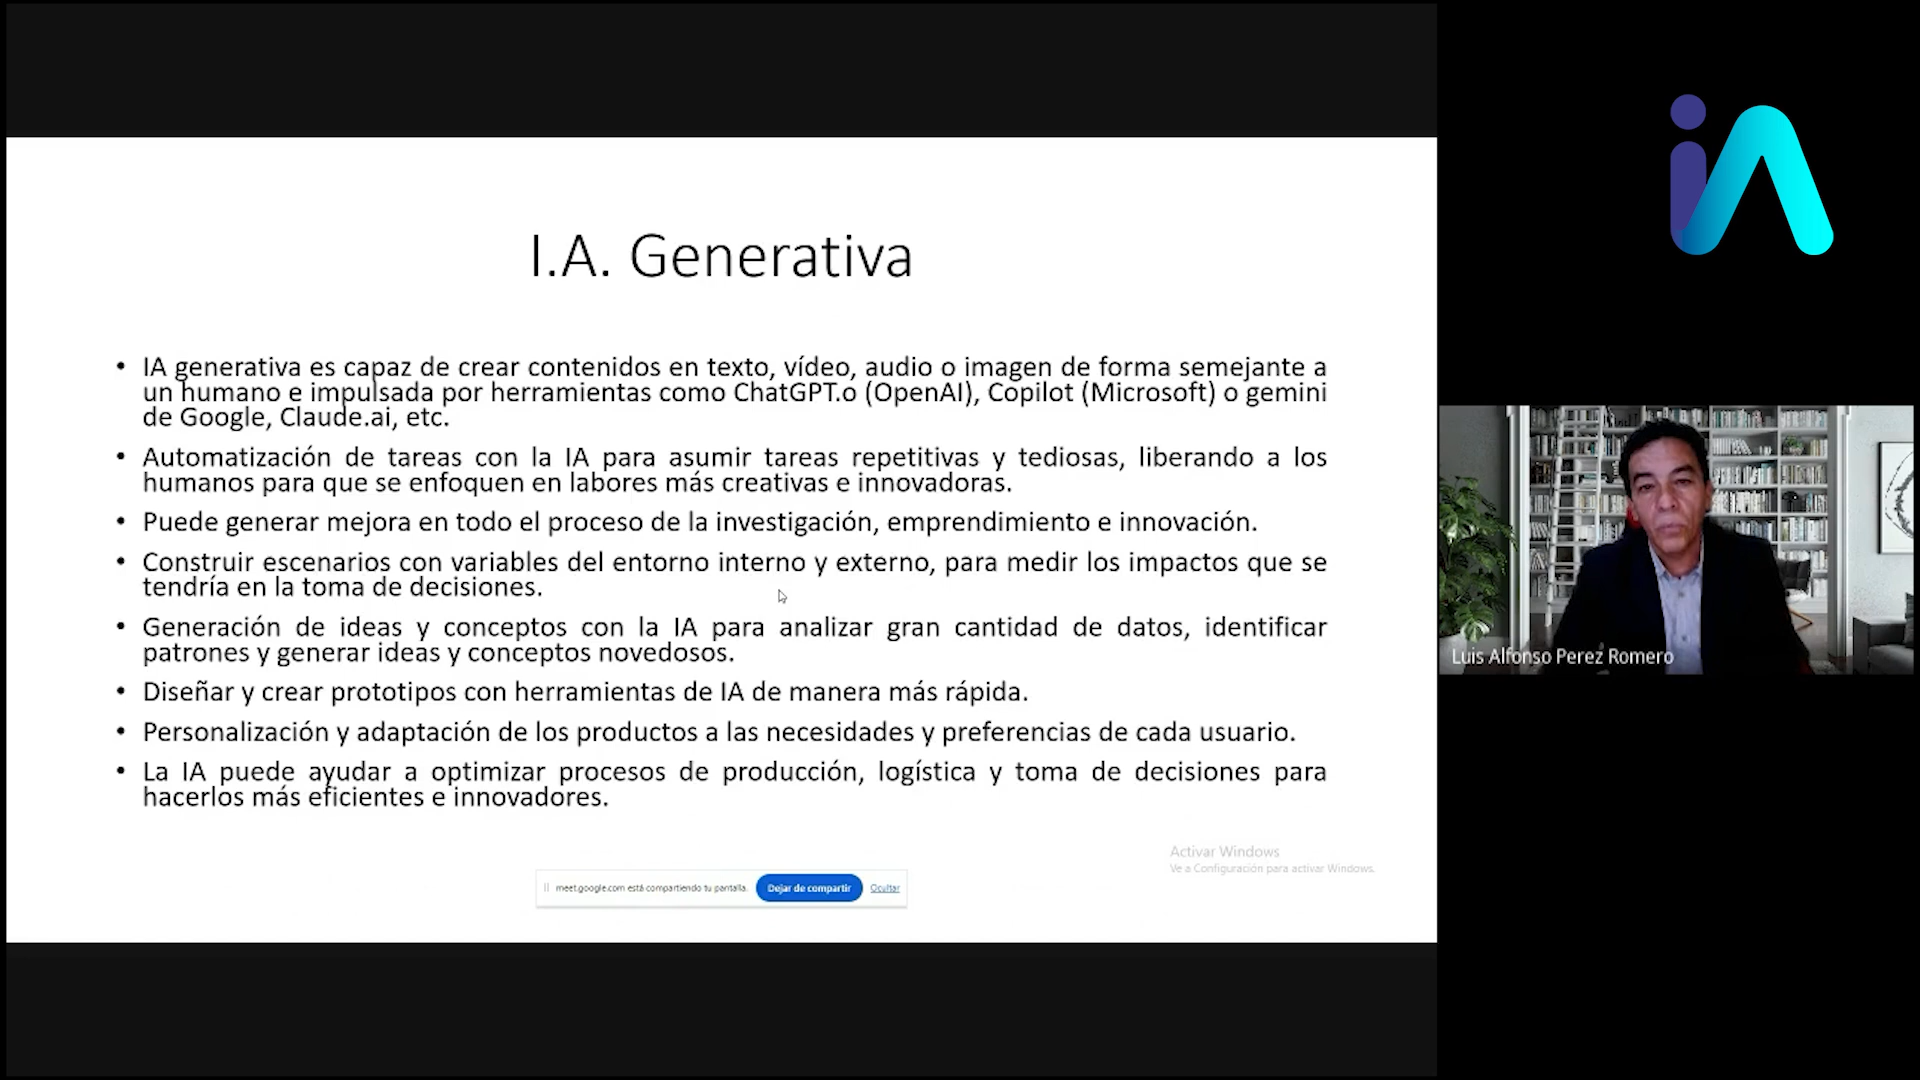 I.A. Generativa
• IA generativa es capaz de crear contenidos en texto, vídeo, audio o imagen de forma semejante a
un humano e impulsada por herramientas como ChatGPT.o (OpenAI), Copilot (Microsoft) o gemini
de Google, Claude.ai, etc.
• Automatización de tareas con la IA para asumir tareas repetitivas y tediosas, liberando a los
humanos para que se enfoquen en labores más creativas e innovadoras.
• Puede generar mejora en todo el proceso de la investigación, emprendimiento e innovación.
• Construir escenarios con variables del entorno interno y externo, para medir los impactos que se
tendría en la toma de decisiones.
• Generación de ideas y conceptos con la IA para analizar gran cantidad de datos, identificar
patrones y generar ideas y conceptos novedosos.
• Diseñar y crear prototipos con herramientas de IA de manera más rápida.
• Personalización y adaptación de los productos a las necesidades y preferencias de cada usuario.
• La IA puede ayudar a optimizar procesos de producción, logística y toma de decisiones para
hacerlos más eficientes e innovadores.
Activar Windows
Ve a Configuración para activar Windows.
meet.google.com está compartiendo tu pantalla. Dejar de compartir Ocultar
iA
Luis Alfonso Perez Romero